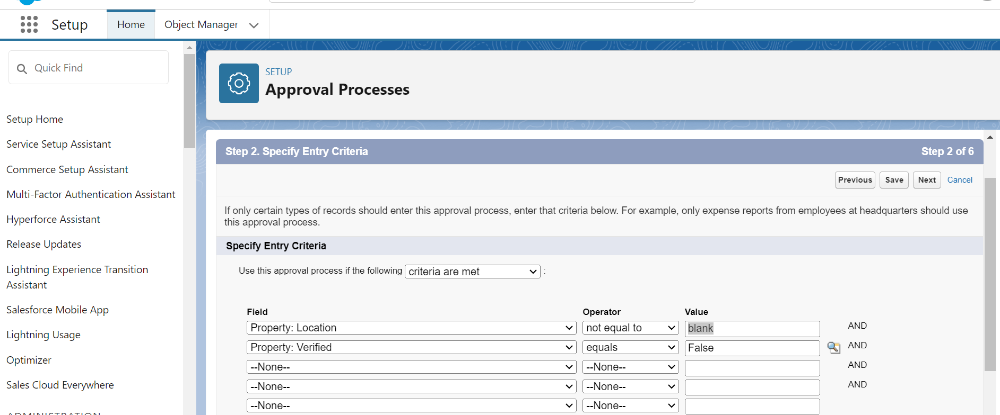 Setup
Home
Object Manager
Quick Find
Setup Home
Service Setup Assistant
Commerce Setup Assistant
Multi-Factor Authentication Assistant
Hyperforce Assistant
Release Updates
Lightning Experience Transition
Assistant
Salesforce Mobile App
Lightning Usage
Optimizer
Sales Cloud Everywhere
ADMINISTRATION
SETUP
Approval Processes
Step 2. Specify Entry Criteria
Step 2 of 6
Previous
Save
Next
Cancel
If only certain types of records should enter this approval process, enter that criteria below. For example, only expense reports from employees at headquarters should use
this approval process.
Specify Entry Criteria
Use this approval process if the following criteria are met :
Field Operator Value
Property: Location not equal to blank AND
Property: Verified equals False AND
--None-- --None-- AND
--None-- --None-- AND
--None-- --None--